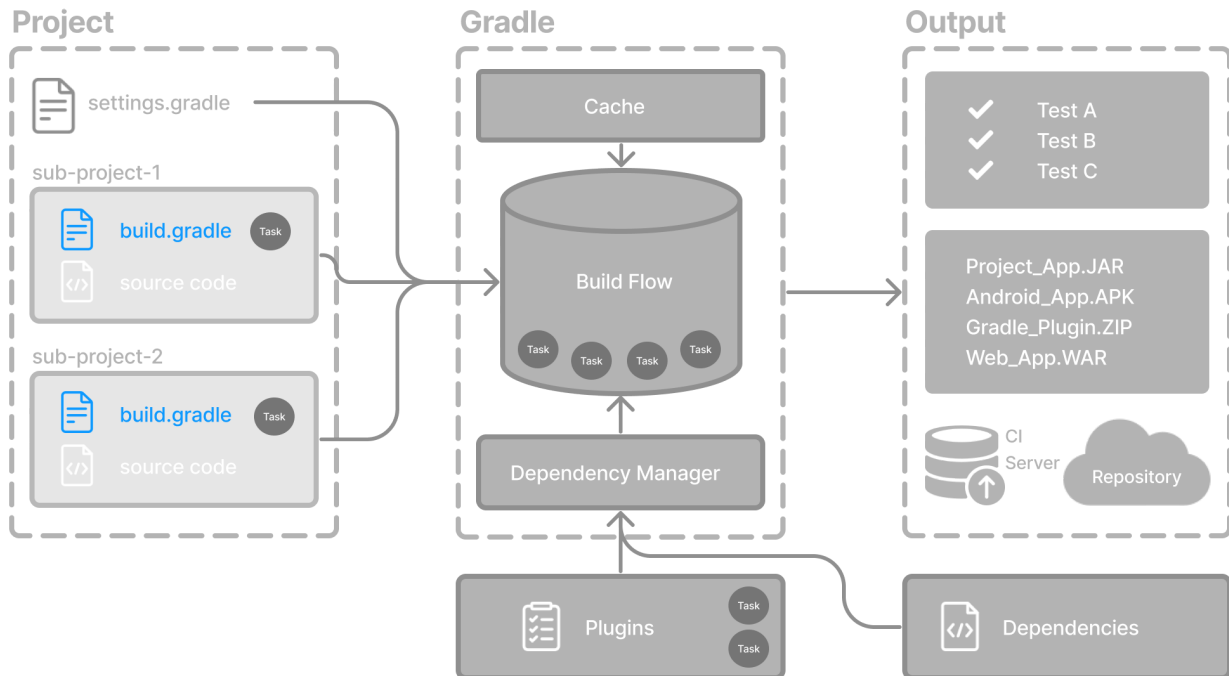 Project
settings.gradle
sub-project-1
build.gradle
Task
source code
sub-project-2
build.gradle
Task
source code
Gradle
Cache
Build Flow
Task
Task
Task
Task
Dependency Manager
Plugins
Task
Task
Output
Test A
Test B
Test C
Project_App.JAR
Android_App.APK
Gradle_Plugin.ZIP
Web_App.WAR
CI
Server
Repository
Dependencies